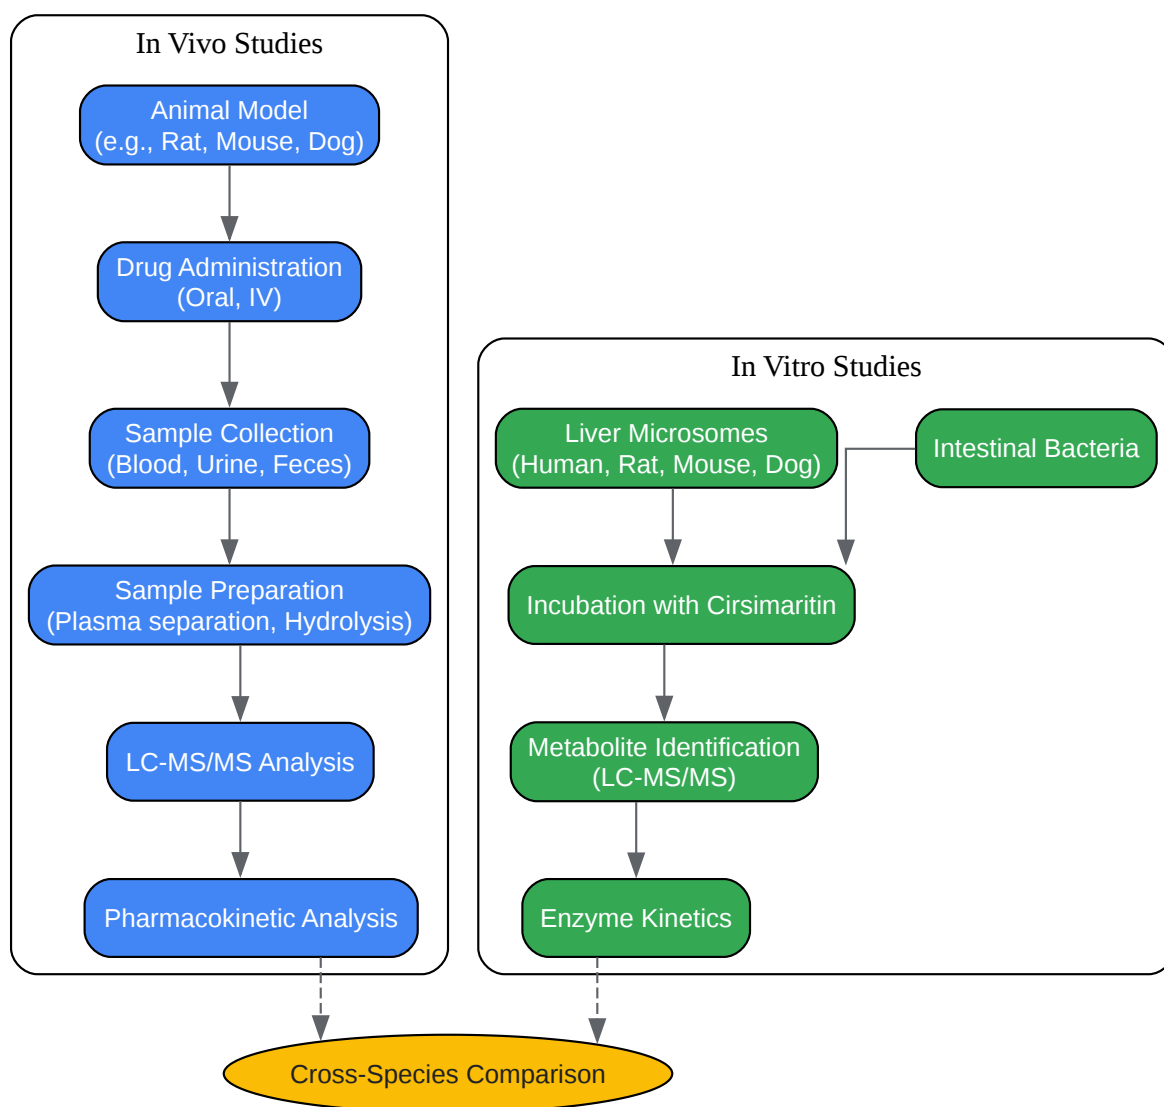 In Vivo Studies
Animal Model
(e.g., Rat, Mouse, Dog)
Drug Administration
(Oral, IV)
Sample Collection
(Blood, Urine, Feces)
Sample Preparation
(Plasma separation, Hydrolysis)
LC-MS/MS Analysis
Pharmacokinetic Analysis
In Vitro Studies
Liver Microsomes
(Human, Rat, Mouse, Dog)
Intestinal Bacteria
Incubation with Cirsimaritin
Metabolite Identification
(LC-MS/MS)
Enzyme Kinetics
Cross-Species Comparison